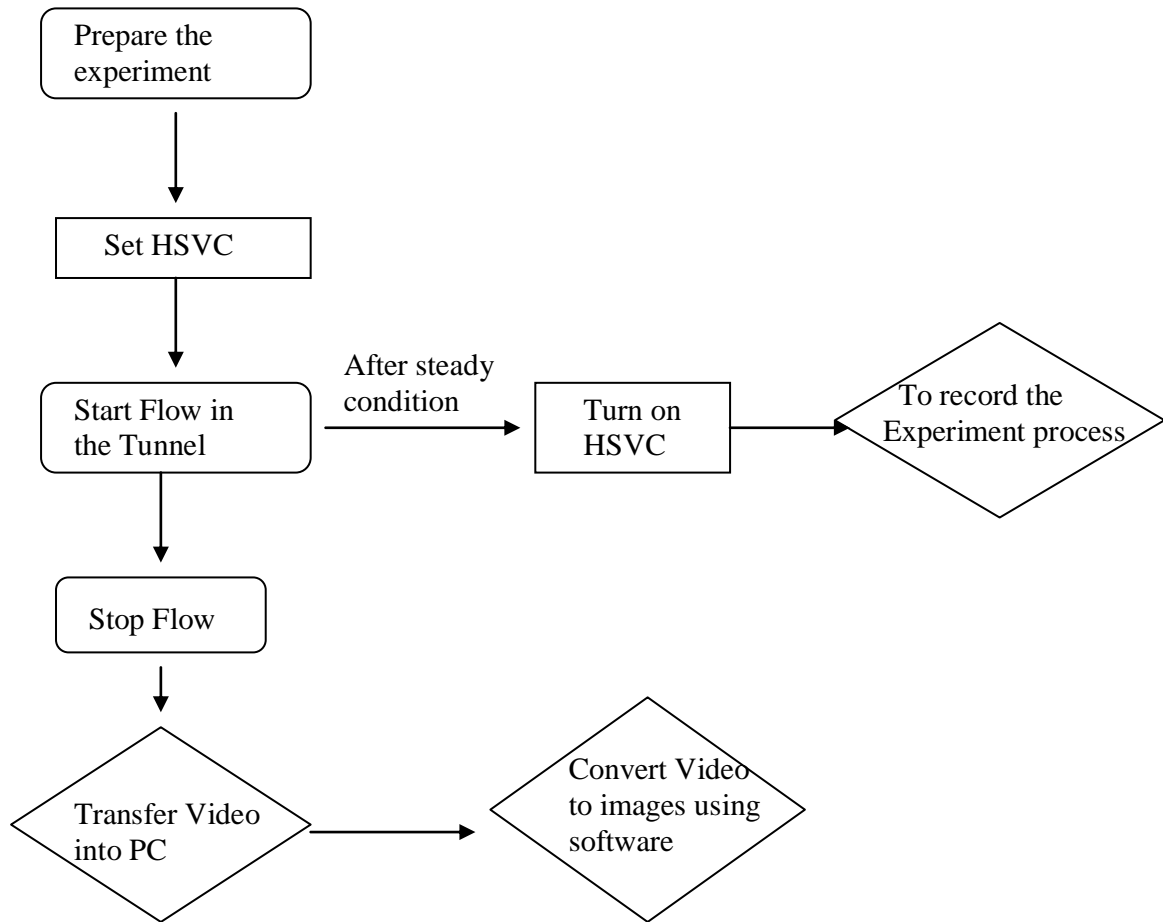 Prepare the
experiment
Set HSVC
Start Flow in
the Tunnel
After steady
condition
Turn on
HSVC
To record the
Experiment process
Stop Flow
Transfer Video
into PC
Convert Video
to images using
software